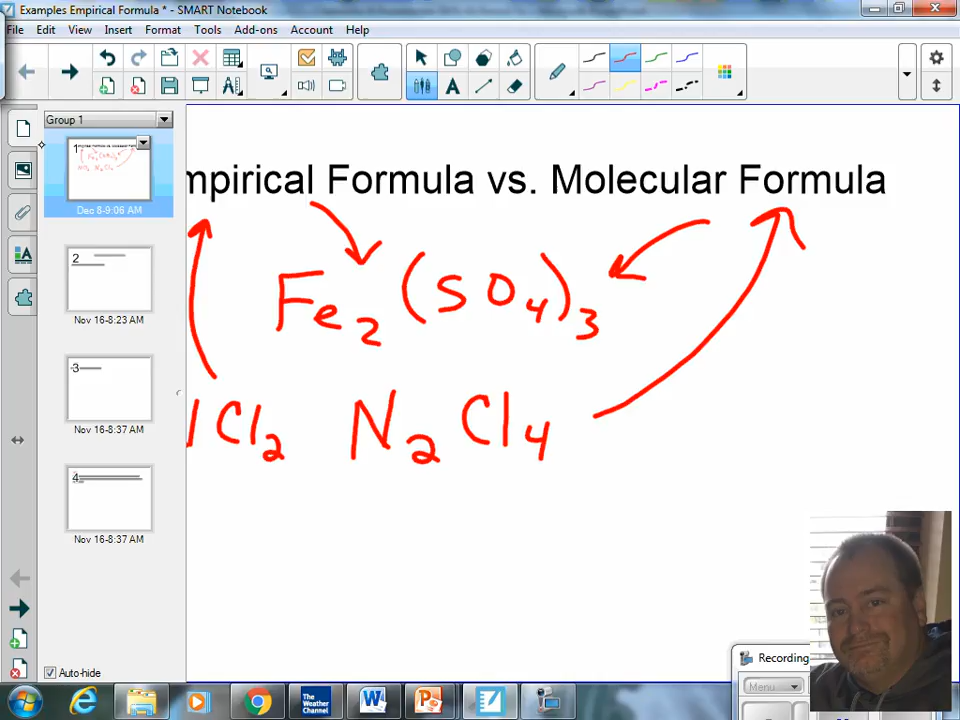 Examples Empirical Formula * - SMART Notebook
File Edit View Insert Format Tools Add-ons Account Help
Group 1
1
Dec 8-9:06 AM
2
Nov 16-8:23 AM
3
Nov 16-8:37 AM
4
Nov 16-8:37 AM
Auto-hide
mpirical Formula vs. Molecular Formula
Fe2(SO4)3
Cl2 N2Cl4
Recording
Menu
The Weather Channel